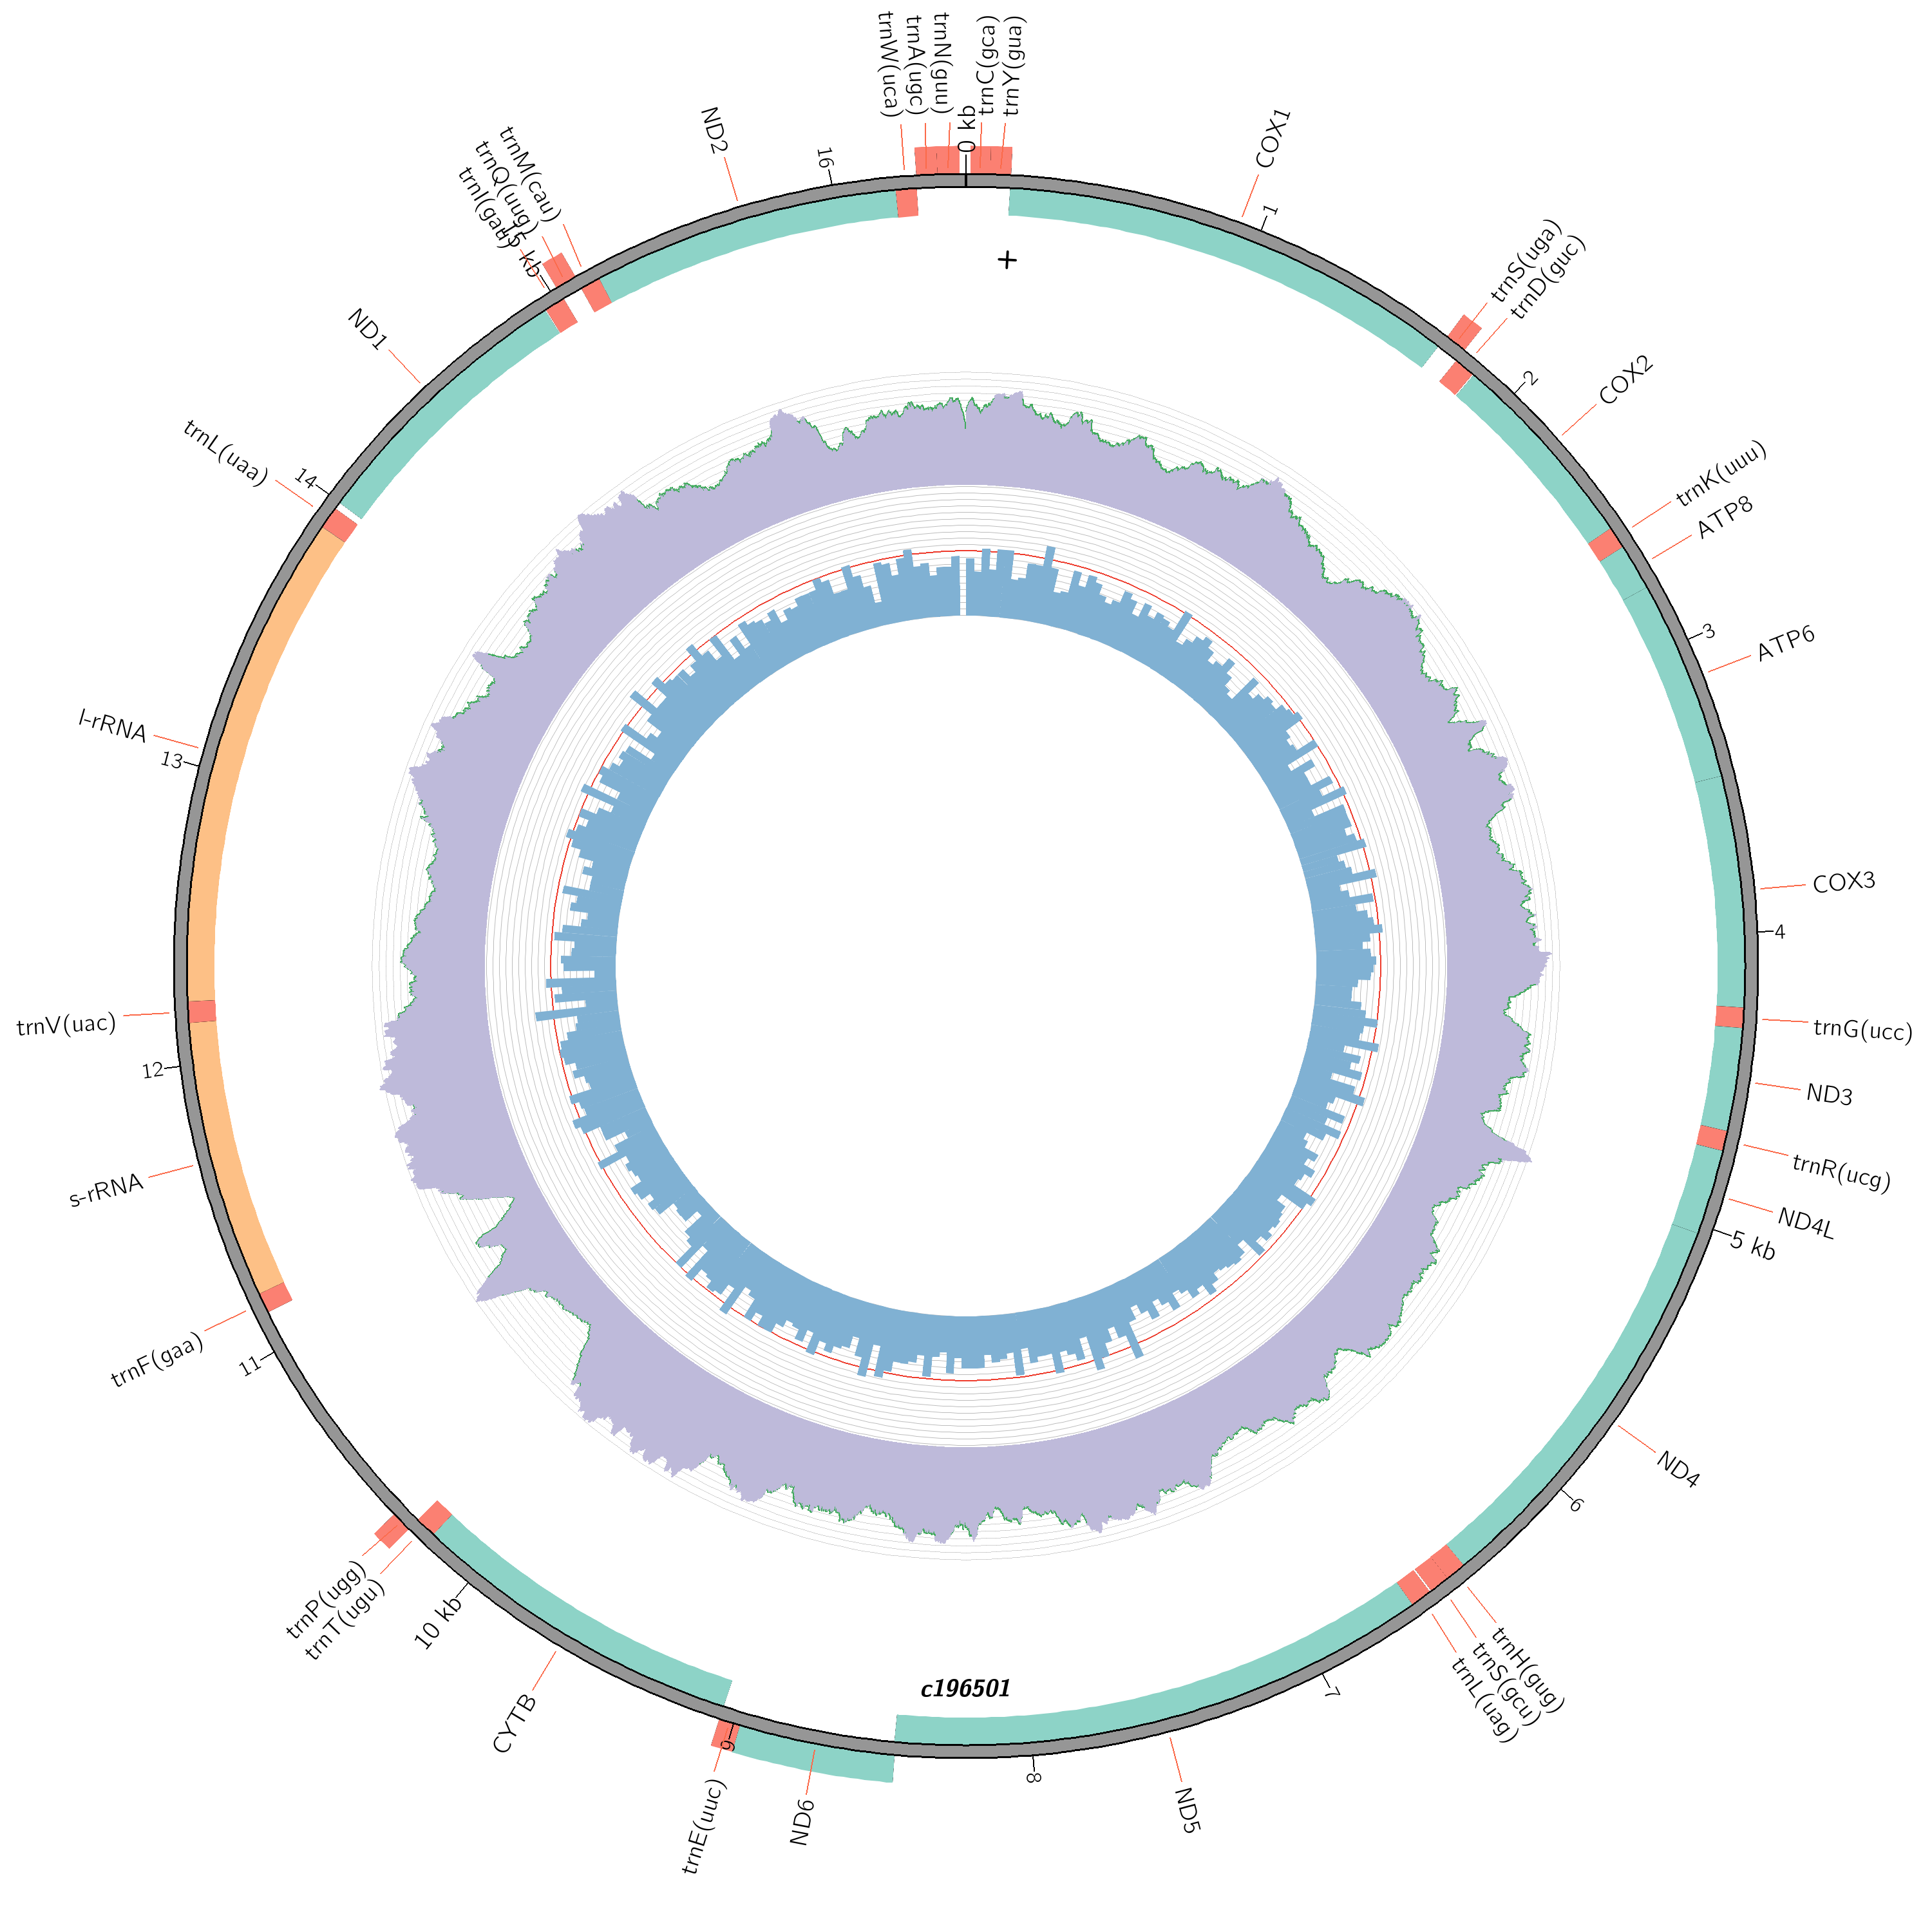 0 kb
trnC(gca)
trnY(gua)
COX1
1
trnS(uga)
trnD(guc)
2
COX2
trnK(uuu)
ATP8
3
ATP6
COX3
4
trnG(ucc)
ND3
trnR(ucg)
ND4L
5 kb
ND4
6
trnH(gug)
trnS(gcu)
trnL(uag)
7
ND5
8
c196501
ND6
9
trnE(uuc)
CYTB
10 kb
trnT(ugu)
trnP(ugg)
11
trnF(gaa)
s-rRNA
12
trnV(uac)
13
l-rRNA
14
trnL(uaa)
ND1
15 kb
trnI(gau)
trnQ(uug)
trnM(cau)
ND2
16
trnW(uca)
trnA(ugc)
trnN(guu)
+